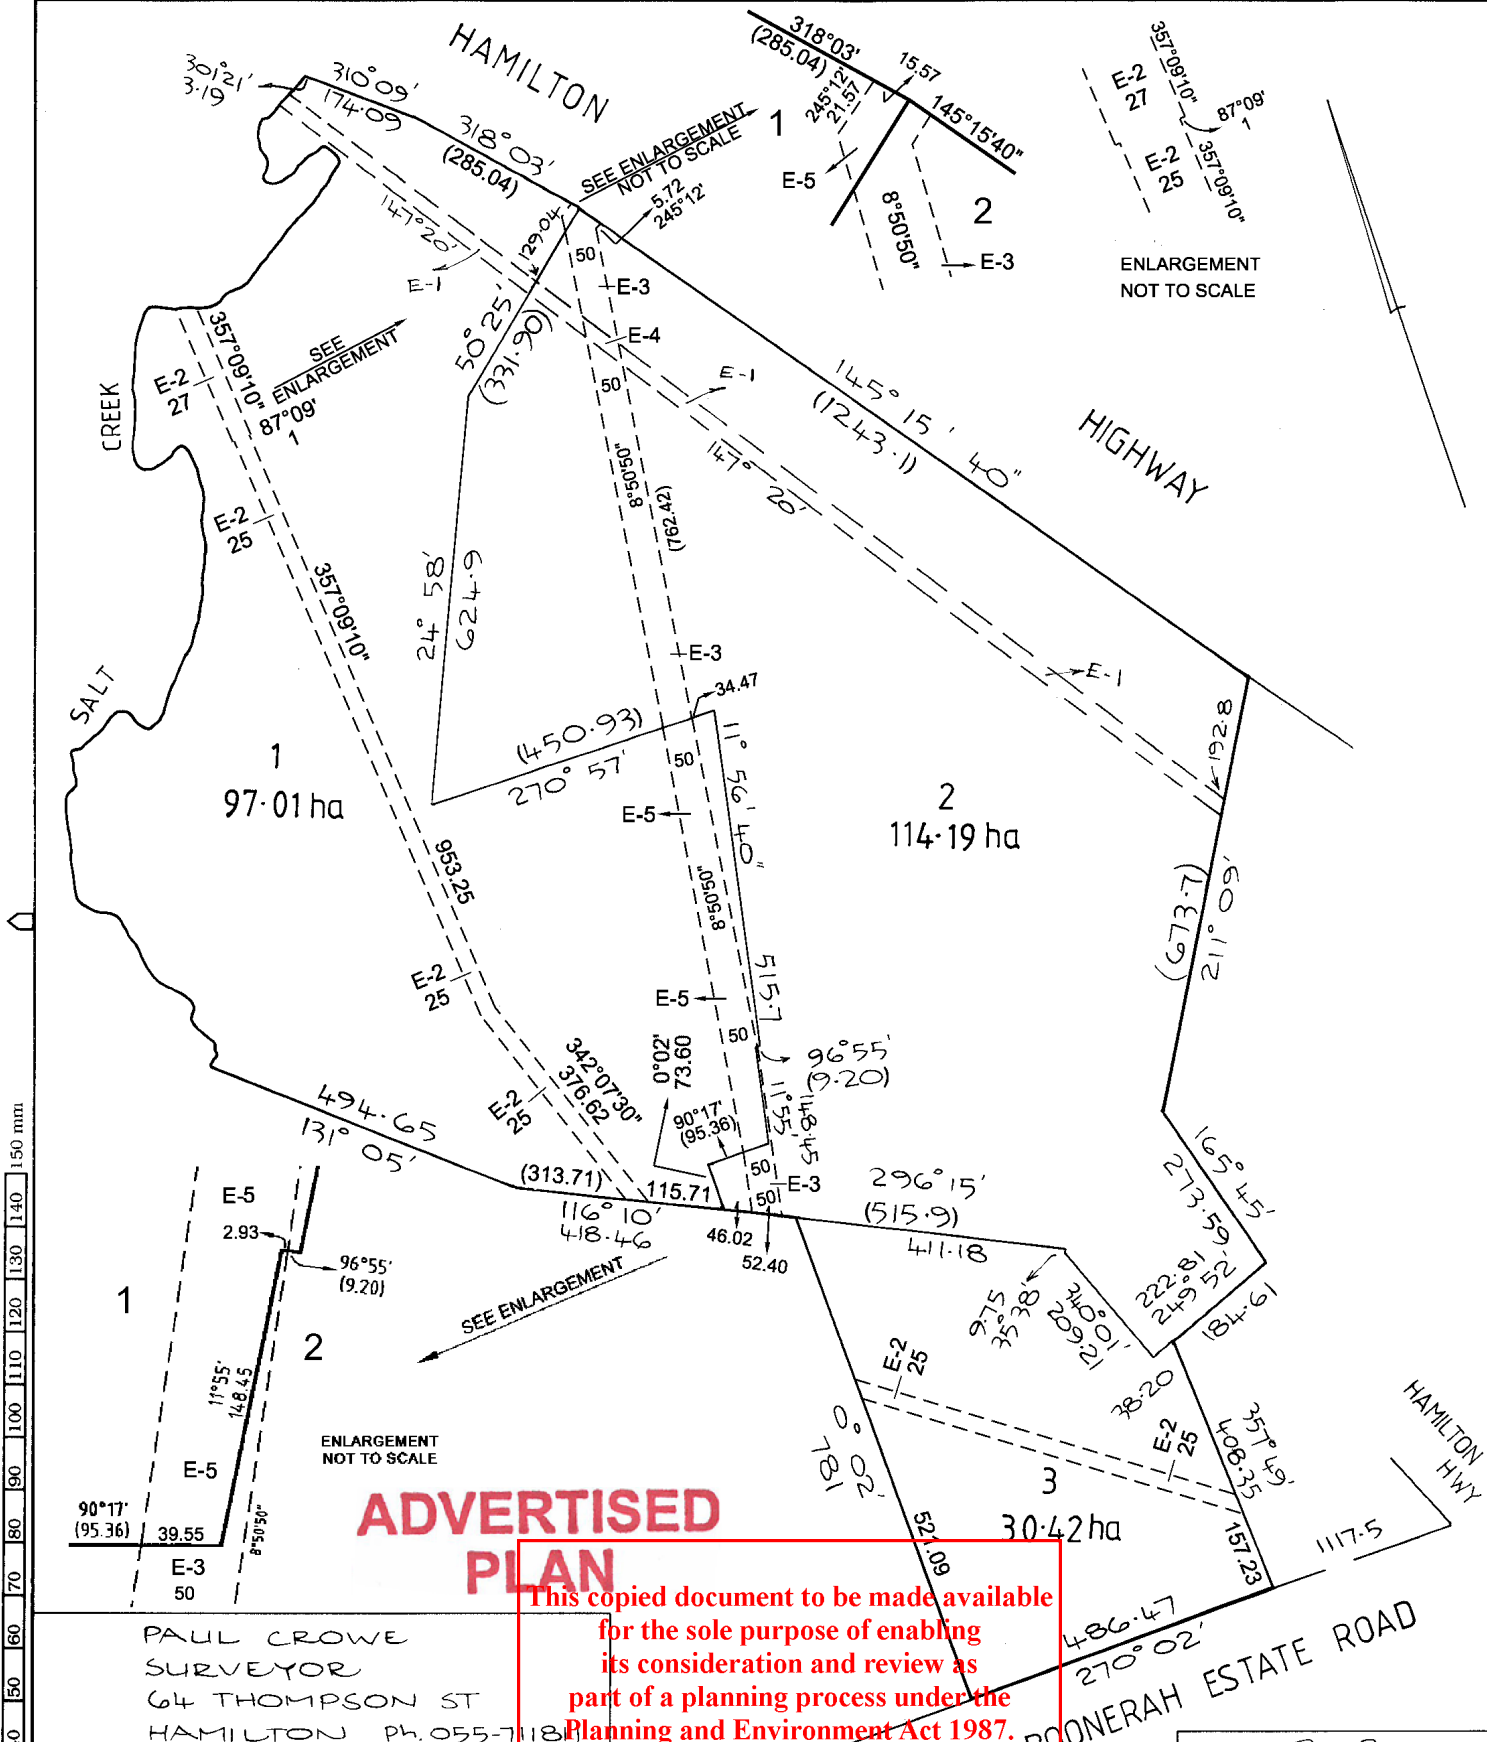 HAMILTON
318°03'
(285.04)
15.57
245°12'
21.57
145°15'40"
1
E-5
8°50'50"
2
E-3
357°09'10"
E-2
27
87°09'
1
E-2
25
357°09'10"
ENLARGEMENT
NOT TO SCALE
301°21'
3.19
310°09'
174.09
318°03'
(285.04)
SEE ENLARGEMENT
NOT TO SCALE
5.72
245°12'
147°20'
E-1
129.04
50
E-3
E-4
50°25'
(331.90)
50
E-1
145° 15' 40"
(1243.1)
HIGHWAY
147° 20'
CREEK
357°09'10"
SEE
ENLARGEMENT
E-2
27
87°09'
1
E-2
25
357°09'10"
24° 58'
624.9
8°50'50"
(762.42)
E-3
E-1
SALT
34.47
(450.93)
270° 57'
50
E-5
11° 56' 40"
192.8
1
97.01 ha
2
114.19 ha
953.25
8°50'50"
(673.7)
211° 09'
E-2
25
E-5
515.7
50
0°02'
73.60
96°55'
(9.20)
342°07'30"
376.62
E-2
25
90°17'
(95.36)
11°55'
148.45
494.65
131° 05'
(313.71)
115.71
50
E-3
50
116° 10'
418.46
46.02
52.40
296° 15'
(515.9)
411.18
165° 45'
273.59
SEE ENLARGEMENT
9.75
35°38'
340°01'
209.21
222.81
249°52'
184.61
E-5
2.93
96°55'
(9.20)
1
2
11°55'
148.45
E-5
90°17'
(95.36)
39.55
8°50'50"
E-3
50
ENLARGEMENT
NOT TO SCALE
E-2
25
38.20
E-2
25
357°49'
408.35
HAMILTON
HWY
0° 02'
781
3
30.42 ha
521.09
157.23
1117.5
486.47
270°02'
ESTATE ROAD
ADVERTISED
PLAN
This copied document to be made available
for the sole purpose of enabling
its consideration and review as
part of a planning process under the
Planning and Environment Act 1987.
PAUL CROWE
SURVEYOR
64 THOMPSON ST
HAMILTON Ph. 055-71181
150 mm
140
130
120
110
100
90
80
70
60
50